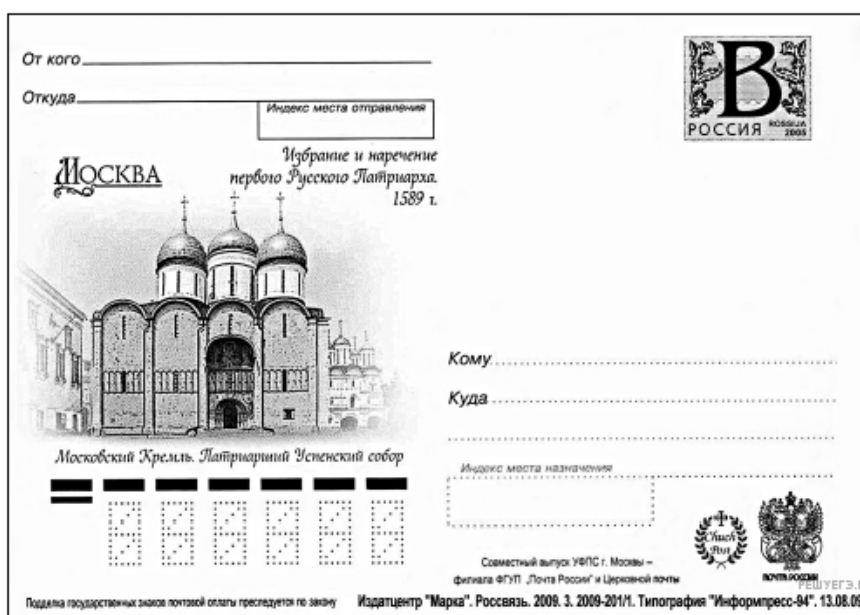 От кого
Откуда
Индекс места отправления
В
РОССИЯ
ROSSIJA
2005
МОСКВА
Избрание и наречение
первого Русского Патриарха.
1589 г.
Московский Кремль. Патриарший Успенский собор
Кому
Куда
Индекс места назначения
Совместный выпуск УФПС г. Москвы –
филиала ФГУП „Почта России" и Церковной почты
Post
ПОЧТА РОССИИ
РЕШУЕГЭ.
Подделка государственных знаков почтовой оплаты преследуется по закону
Издатцентр "Марка". Россвязь. 2009. 3. 2009-201/1. Типография "Информпресс-94". 13.08.0